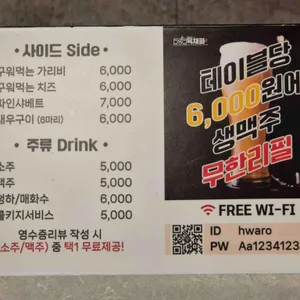 • 사이드 Side •
구워먹는 가리비 6,000
구워먹는 치즈 6,000
파인샤베트 7,000
새우구이 (6마리) 6,000
• 주류 Drink •
소주 5,000
맥주 5,000
청하/매화수 6,000
콜키지서비스 5,000
영수증리뷰 작성 시
(소주/맥주) 중 택1 무료제공!
테이블당
6,000원에
생맥주
무한리필
FREE WI-FI
ID hwaro
PW Aa1234123